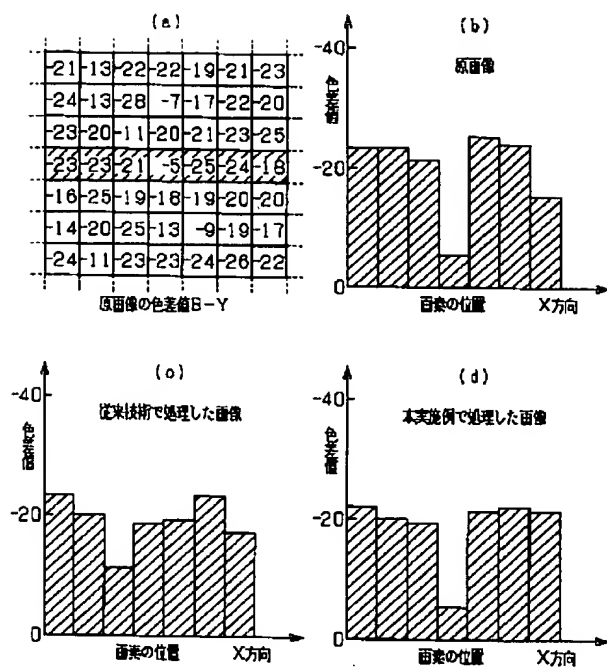 (a)
-21 -13 -22 -22 -19 -21 -23
-24 -13 -28 -7 -17 -22 -20
-23 -20 -11 -20 -21 -23 -25
-23 -23 -21 -5 -25 -24 -18
-16 -25 -19 -18 -19 -20 -20
-14 -20 -25 -13 -9 -19 -17
-24 -11 -23 -23 -24 -26 -22
原画像の色差値B-Y
(b)
原画像
-40
色差値
-20
0
画素の位置 X方向
(c)
従来技術で処理した画像
-40
色差値
-20
0
画素の位置 X方向
(d)
本実施例で処理した画像
-40
色差値
-20
0
画素の位置 X方向